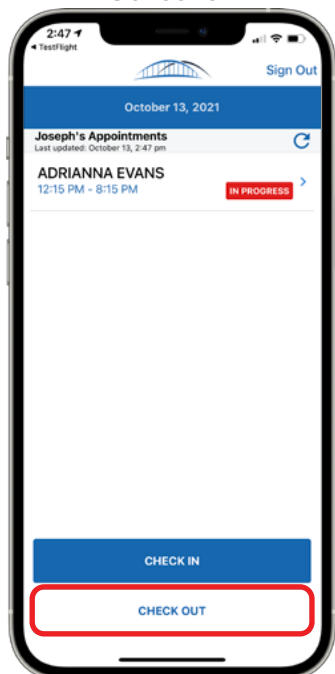 2:47
TestFlight
Sign Out
October 13, 2021
Joseph's Appointments
Last updated: October 13, 2:47 pm
ADRIANNA EVANS
12:15 PM - 8:15 PM
IN PROGRESS
CHECK IN
CHECK OUT